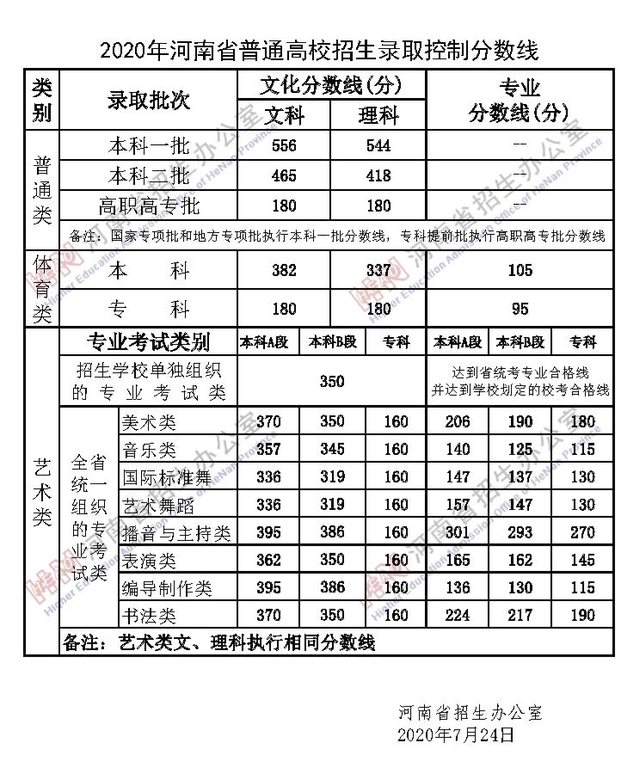 2020年河南省普通高校招生录取控制分数线
类别 录取批次 文化分数线(分) 专业分数线(分)
文科 理科
普通类
本科一批 556 544 --
本科二批 465 418 --
高职高专批 180 180 --
备注：国家专项批和地方专项批执行本科一批分数线，专科提前批执行高职高专批分数线
体育类
本 科 382 337 105
专 科 180 180 95
艺术类
专业考试类别 本科A段 本科B段 专科 本科A段 本科B段 专科
招生学校单独组织的专业考试类 350 达到省统考专业合格线并达到学校划定的校考合格线
全省统一组织的专业考试类
美术类 370 350 160 206 190 180
音乐类 357 345 160 140 125 115
国际标准舞 336 319 160 147 137 130
艺术舞蹈 336 319 160 157 147 130
播音与主持类 395 386 160 301 293 270
表演类 362 350 160 165 162 145
编导制作类 395 386 160 136 130 115
书法类 370 350 160 224 217 190
备注：艺术类文、理科执行相同分数线
河南省招生办公室
2020年7月24日
河南省招生办公室
Higher Education Admission Office of HeNan Province